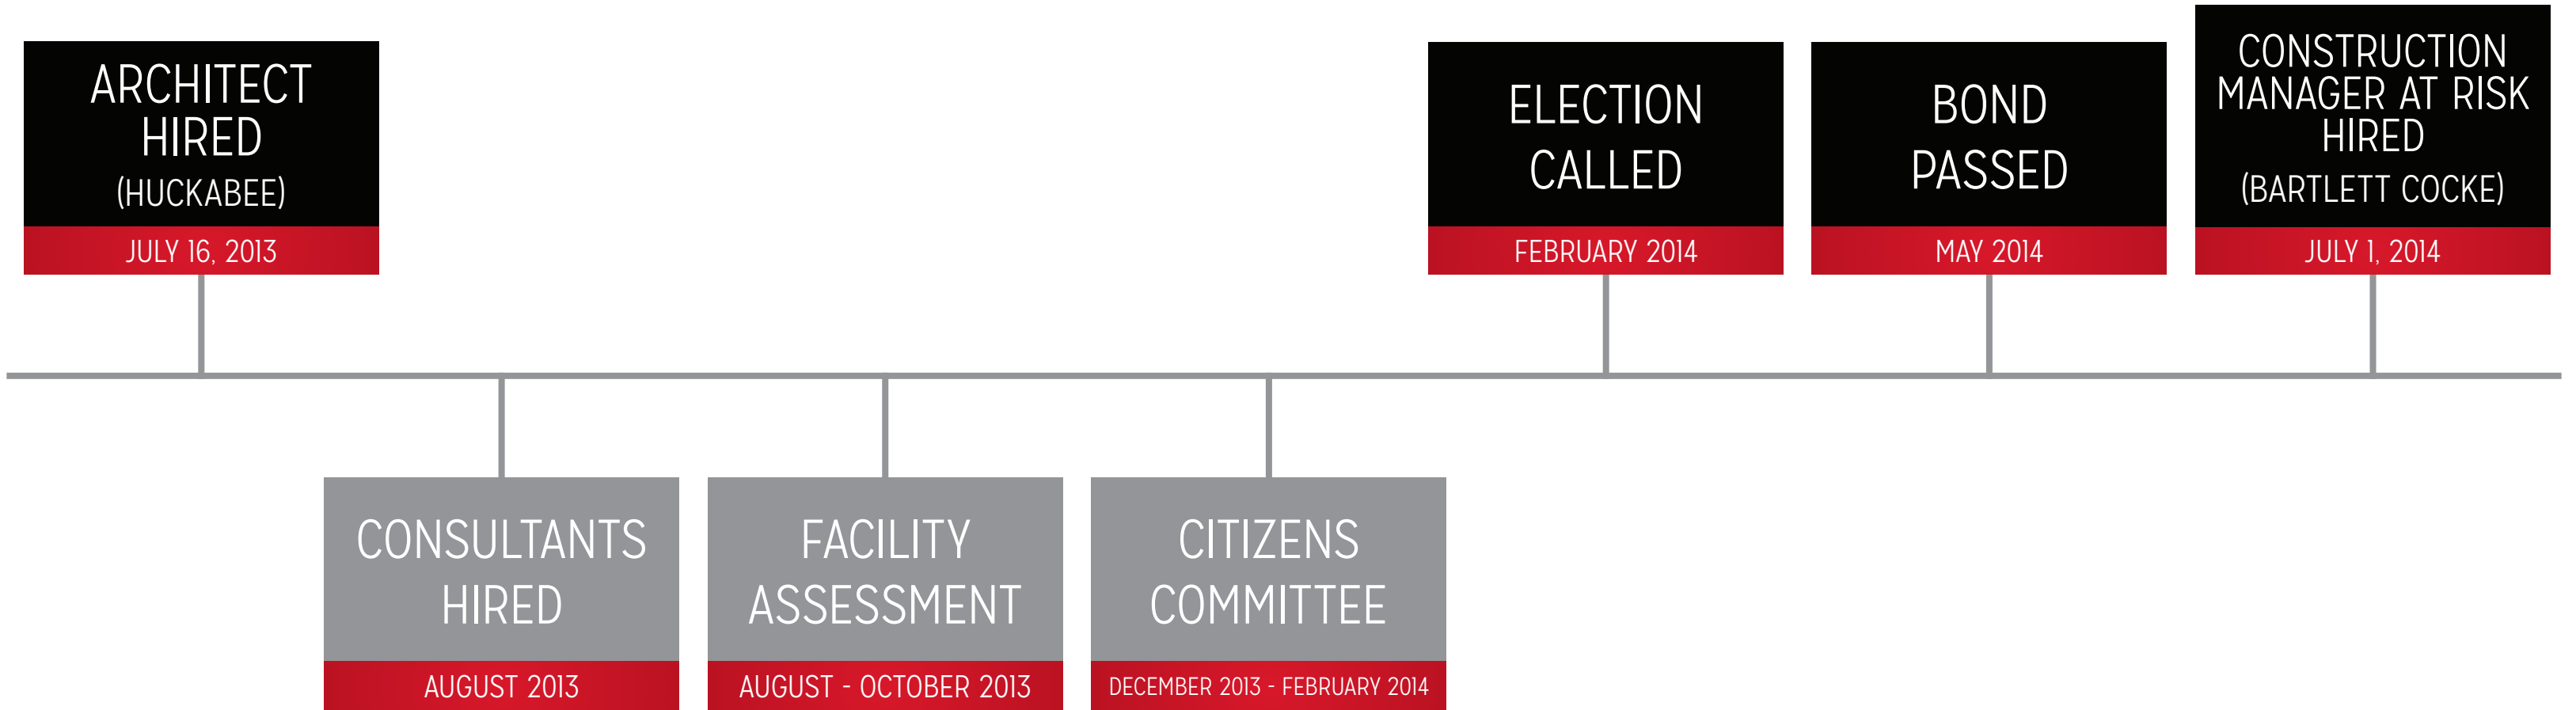 ARCHITECT
HIRED
(HUCKABEE)
JULY 16, 2013
CONSULTANTS
HIRED
AUGUST 2013
FACILITY
ASSESSMENT
AUGUST - OCTOBER 2013
CITIZENS
COMMITTEE
DECEMBER 2013 - FEBRUARY 2014
ELECTION
CALLED
FEBRUARY 2014
BOND
PASSED
MAY 2014
CONSTRUCTION
MANAGER AT RISK
HIRED
(BARTLETT COCKE)
JULY 1, 2014